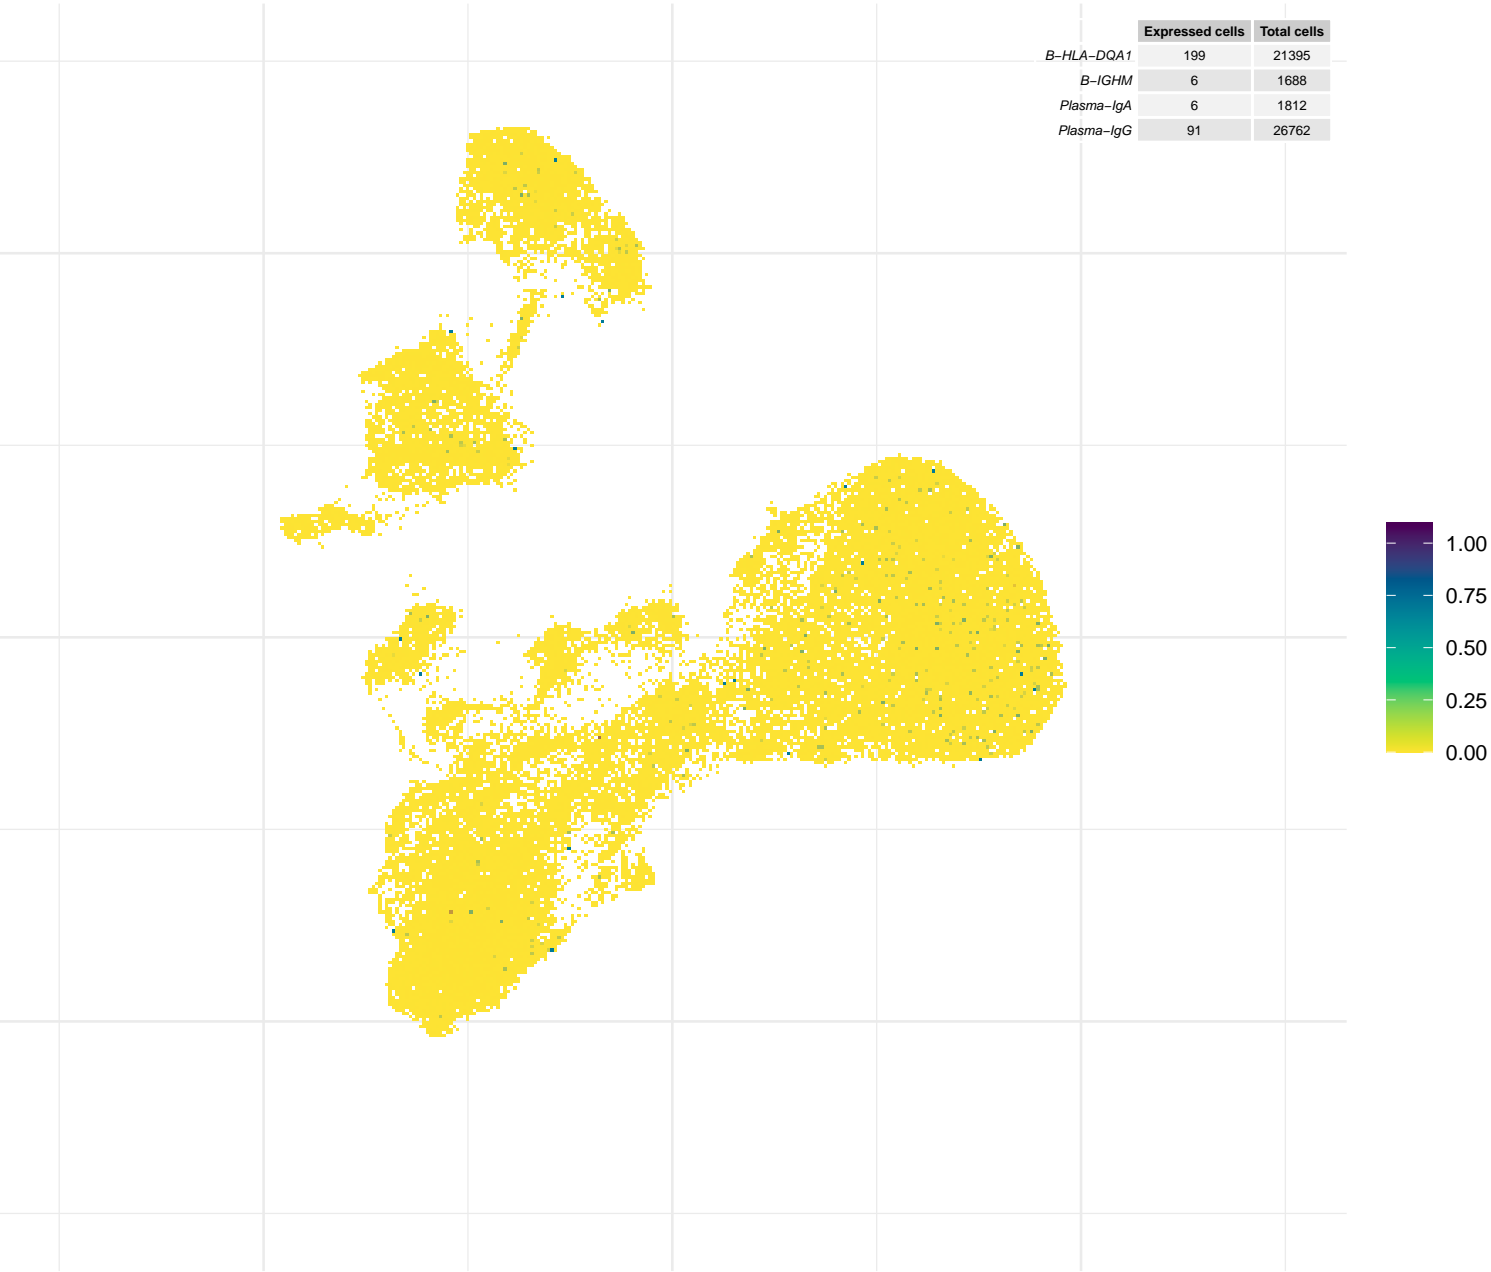 Expressed cells Total cells
B−HLA−DQA1 199 21395
B−IGHM 6 1688
Plasma−IgA 6 1812
Plasma−IgG 91 26762
1.00
0.75
0.50
0.25
0.00